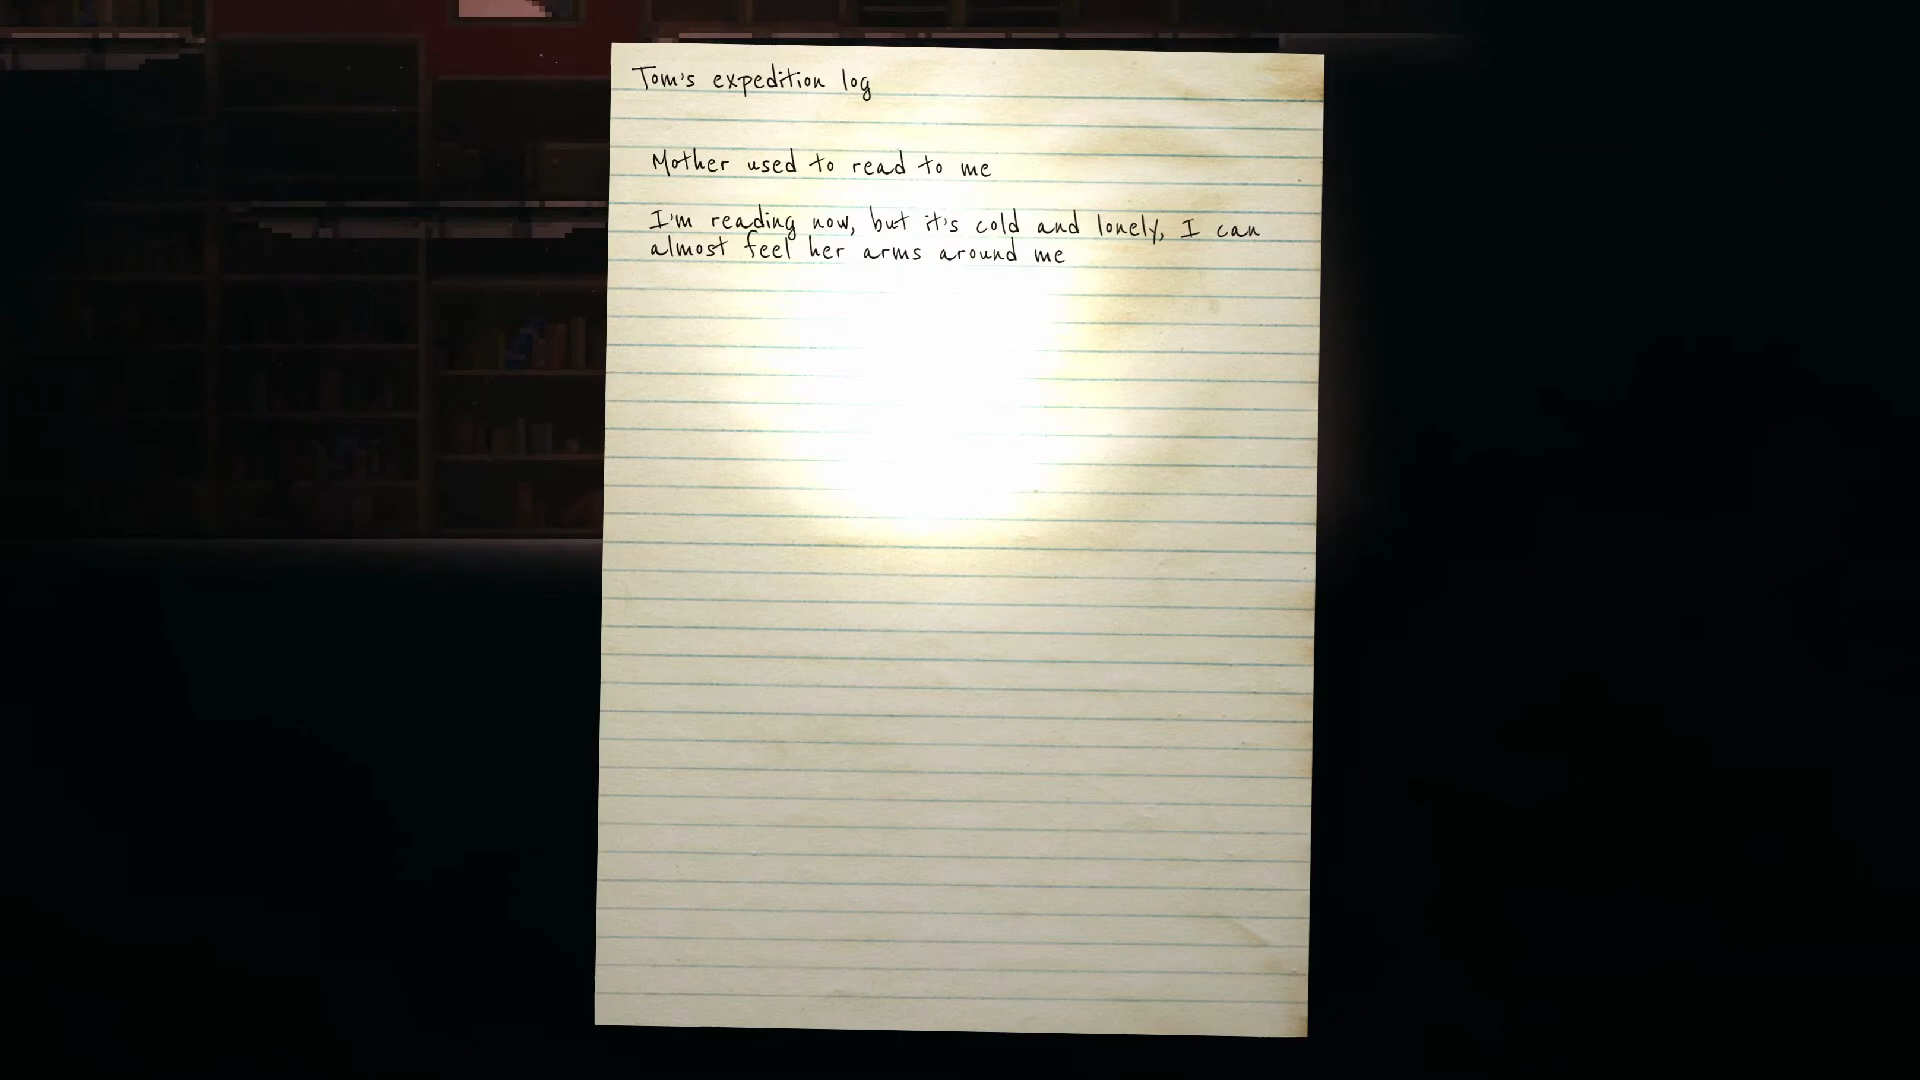 Tom's expedition log
Mother used to read to me
I'm reading now, but it's cold and lonely, I can
almost feel her arms around me